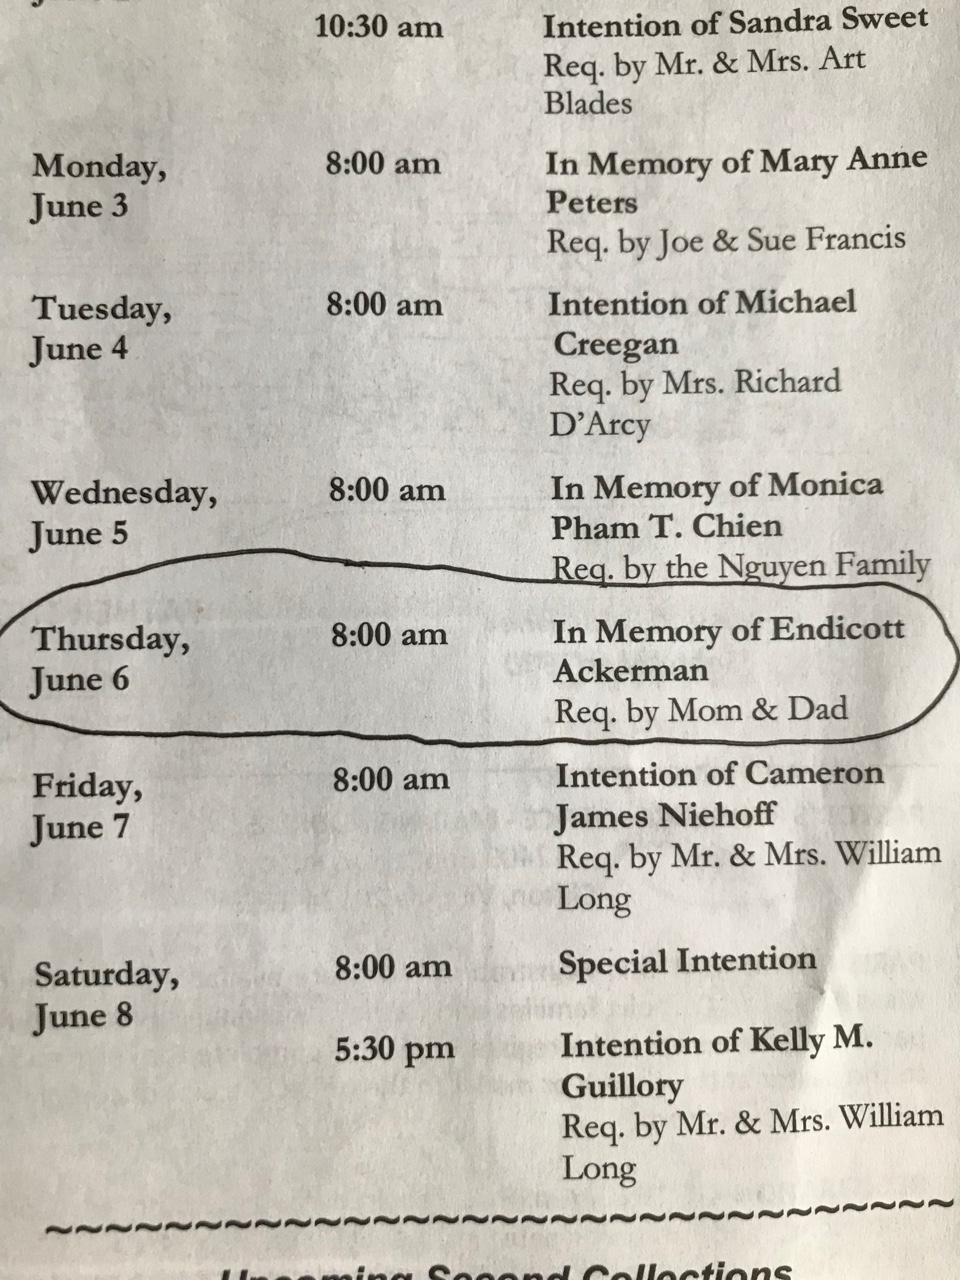 10:30 am Intention of Sandra Sweet
Req. by Mr. & Mrs. Art
Blades
Monday, 8:00 am In Memory of Mary Anne
June 3 Peters
Req. by Joe & Sue Francis
Tuesday, 8:00 am Intention of Michael
June 4 Creegan
Req. by Mrs. Richard
D'Arcy
Wednesday, 8:00 am In Memory of Monica
June 5 Pham T. Chien
Req. by the Nguyen Family
Thursday, 8:00 am In Memory of Endicott
June 6 Ackerman
Req. by Mom & Dad
Friday, 8:00 am Intention of Cameron
June 7 James Niehoff
Req. by Mr. & Mrs. William
Long
Saturday, 8:00 am Special Intention
June 8
5:30 pm Intention of Kelly M.
Guillory
Req. by Mr. & Mrs. William
Long
~~~~~~~~~~~~~~~~~~~~~~~~~~~~~~
Upcoming Second Collections